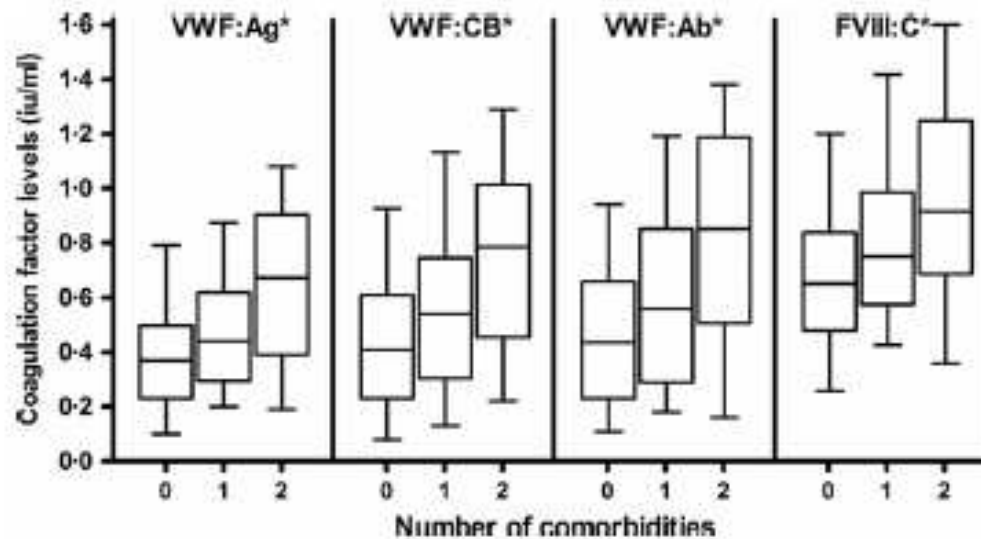 VWF:Ag* VWF:CB* VWF:Ab* FVIII:C*
Coagulation factor levels (iu/ml)
1·6
1·4
1·2
1·0
0·8
0·6
0·4
0·2
0·0
0 1 2 0 1 2 0 1 2 0 1 2
Number of comorbidities